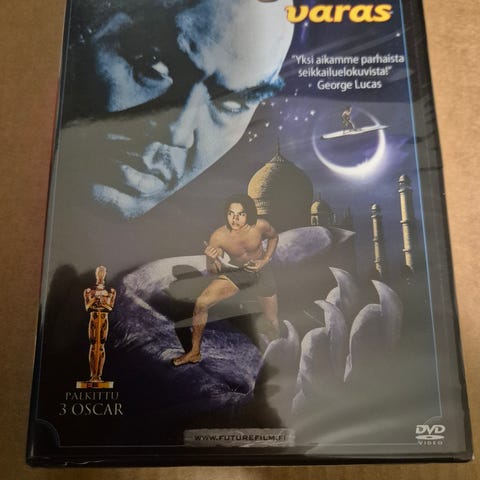 varas
"Yksi aikamme parhaista
seikkailuelokuvista!"
George Lucas
PALKITTU
3 OSCAR
WWW.FUTUREFILM.FI
DVD
VIDEO